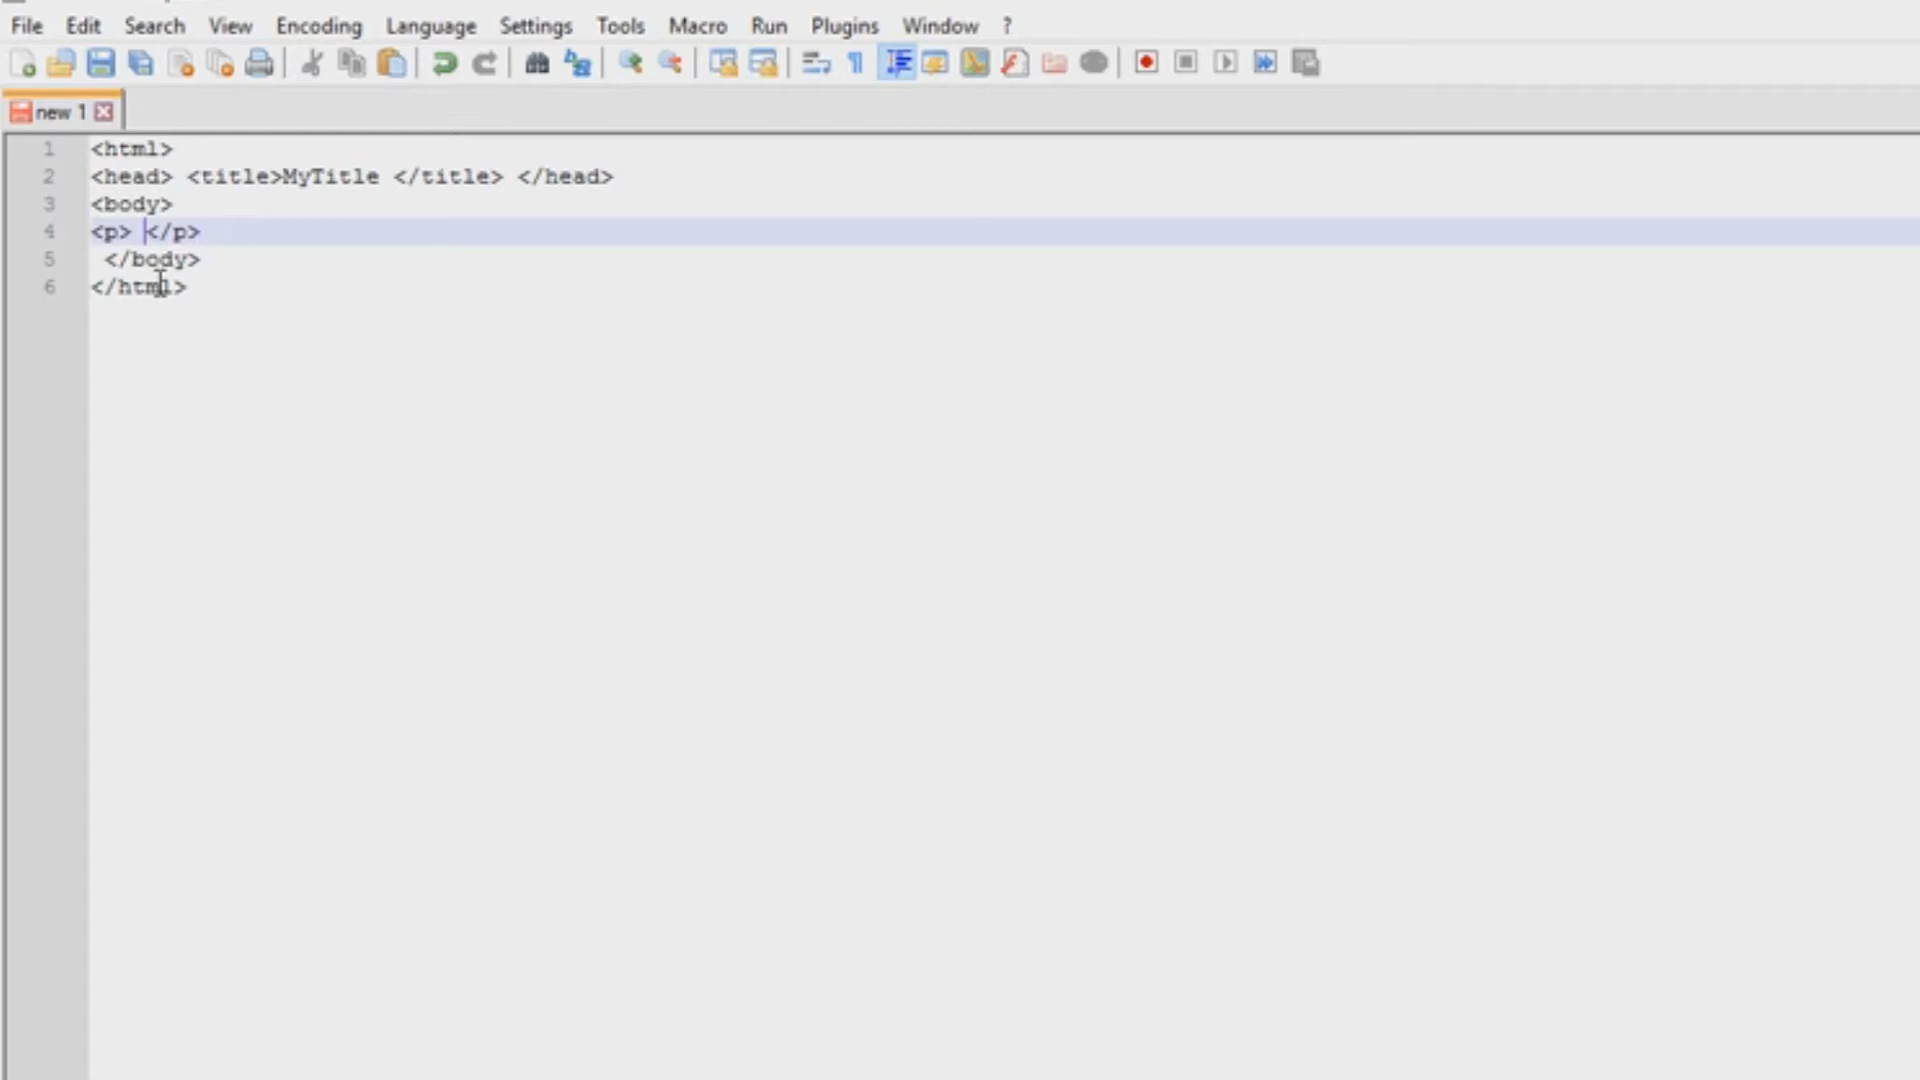 File Edit Search View Encoding Language Settings Tools Macro Run Plugins Window ?
new 1
1 <html>
2 <head> <title>MyTitle </title> </head>
3 <body>
4 <p> </p>
5 </body>
6 </html>